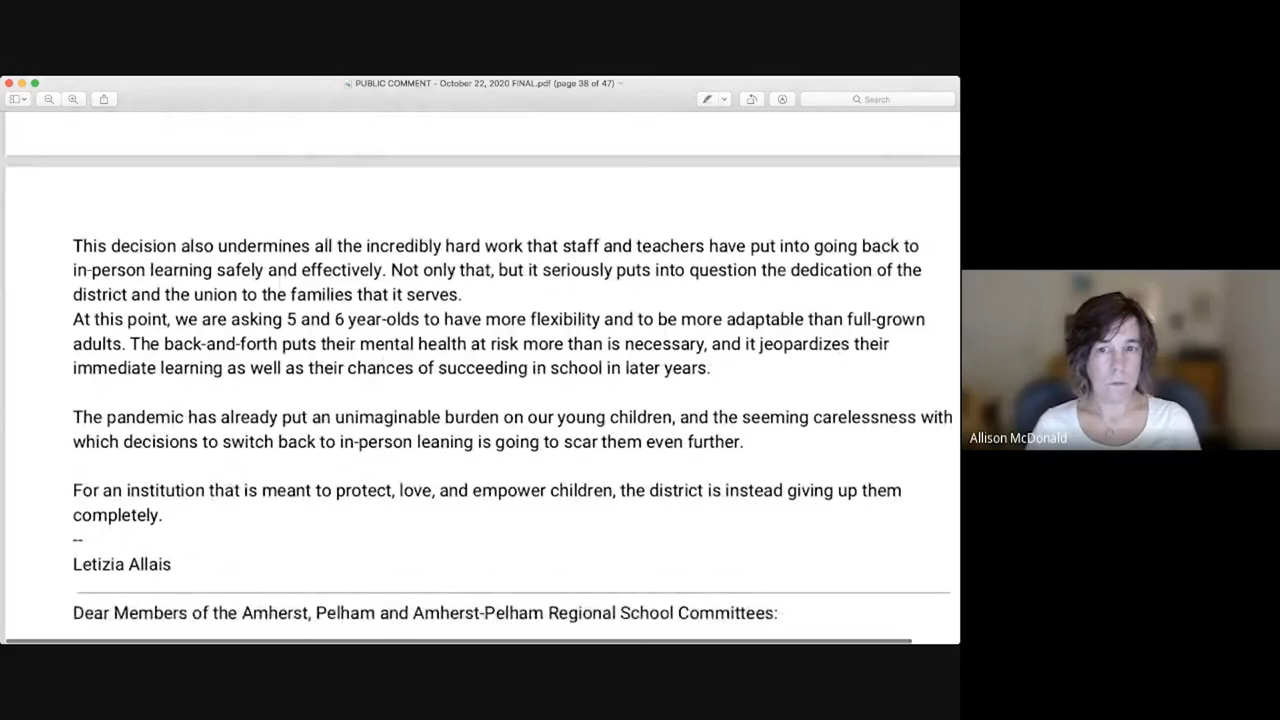 PUBLIC COMMENT - October 22, 2020 FINAL.pdf (page 38 of 47)
Search
This decision also undermines all the incredibly hard work that staff and teachers have put into going back to
in-person learning safely and effectively. Not only that, but it seriously puts into question the dedication of the
district and the union to the families that it serves.
At this point, we are asking 5 and 6 year-olds to have more flexibility and to be more adaptable than full-grown
adults. The back-and-forth puts their mental health at risk more than is necessary, and it jeopardizes their
immediate learning as well as their chances of succeeding in school in later years.
The pandemic has already put an unimaginable burden on our young children, and the seeming carelessness with
which decisions to switch back to in-person leaning is going to scar them even further.
For an institution that is meant to protect, love, and empower children, the district is instead giving up them
completely.
--
Letizia Allais
Dear Members of the Amherst, Pelham and Amherst-Pelham Regional School Committees:
Allison McDonald